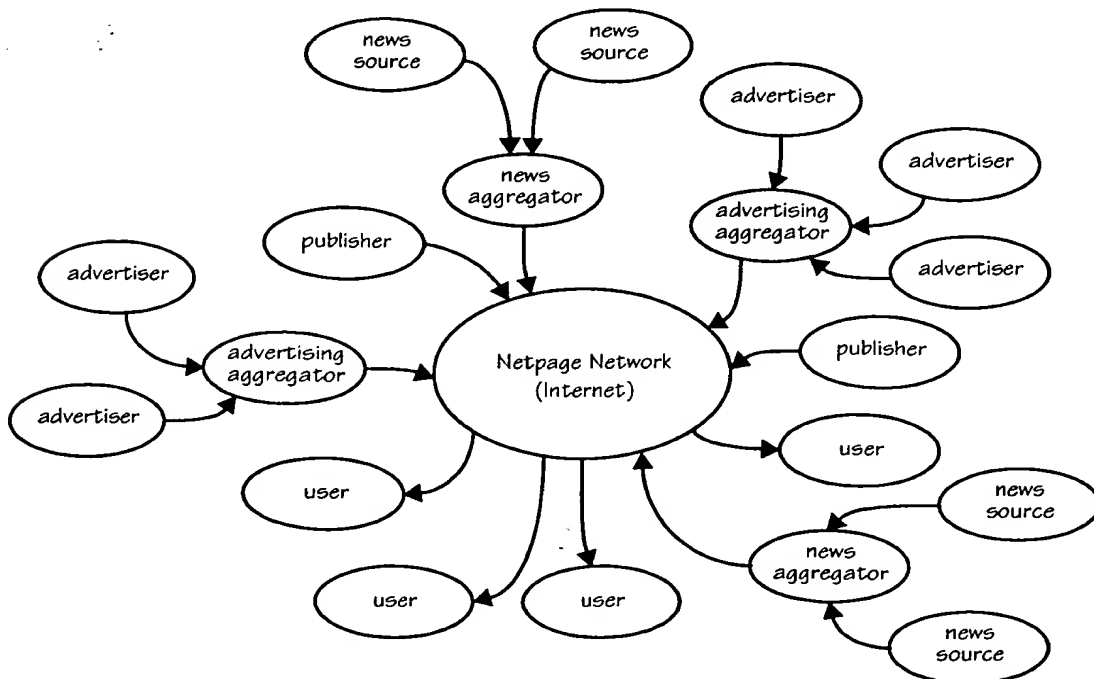 news
source
news
source
advertiser
advertiser
news
aggregator
advertising
aggregator
publisher
advertiser
advertiser
publisher
advertising
aggregator
Netpage Network
(Internet)
advertiser
user
user
news
source
news
aggregator
user
user
news
source